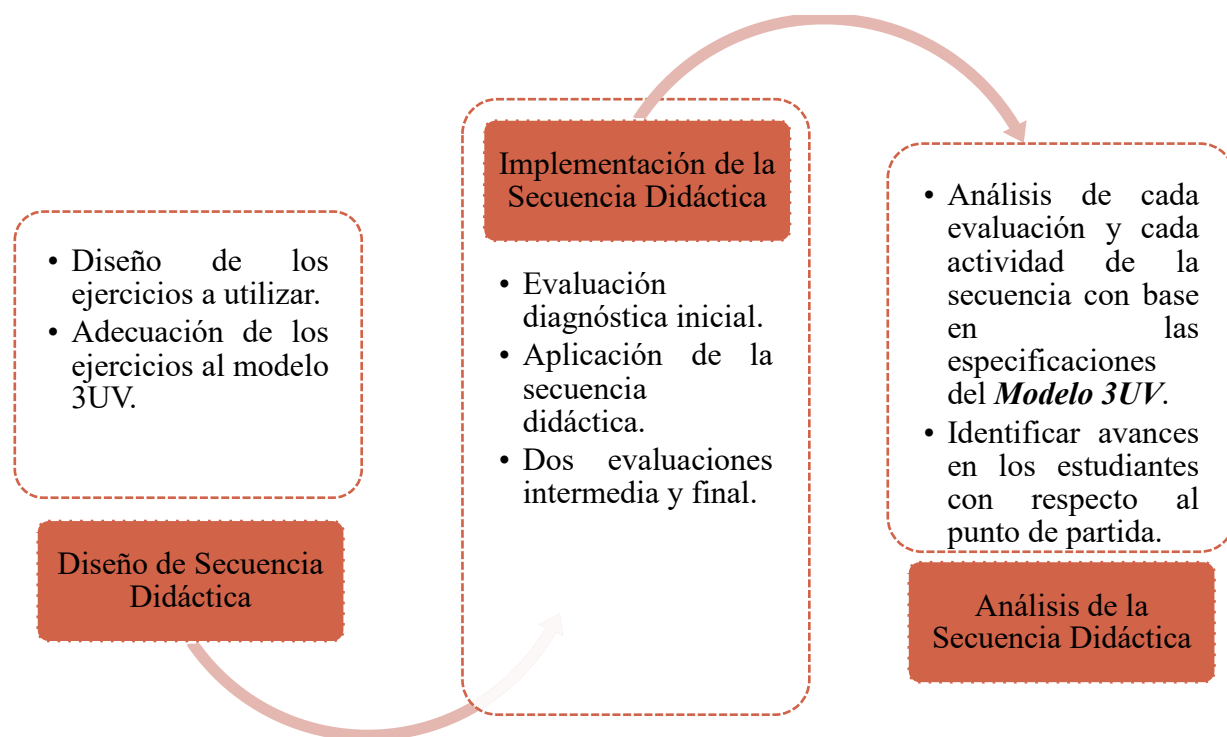 • Diseño de los
ejercicios a utilizar.
• Adecuación de los
ejercicios al modelo
3UV.
Diseño de Secuencia
Didáctica
Implementación de la
Secuencia Didáctica
• Evaluación
diagnóstica inicial.
• Aplicación de la
secuencia
didáctica.
• Dos evaluaciones
intermedia y final.
• Análisis de cada
evaluación y cada
actividad de la
secuencia con base
en las
especificaciones
del Modelo 3UV.
• Identificar avances
en los estudiantes
con respecto al
punto de partida.
Análisis de la
Secuencia Didáctica